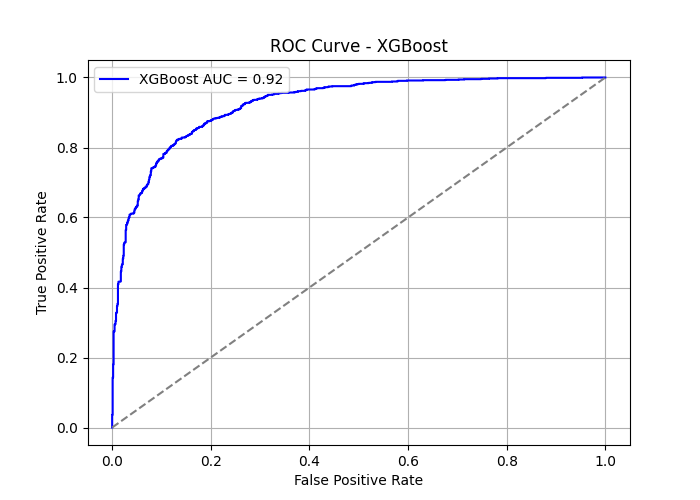 ROC Curve - XGBoost
XGBoost AUC = 0.92
1.0
0.8
0.6
0.4
0.2
0.0
True Positive Rate
0.0 0.2 0.4 0.6 0.8 1.0
False Positive Rate